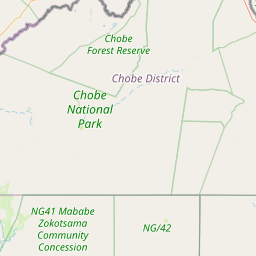 Chobe
Forest Reserve
Chobe District
Chobe
National
Park
NG41 Mababe
Zokotsama
Community
Concession
NG/42